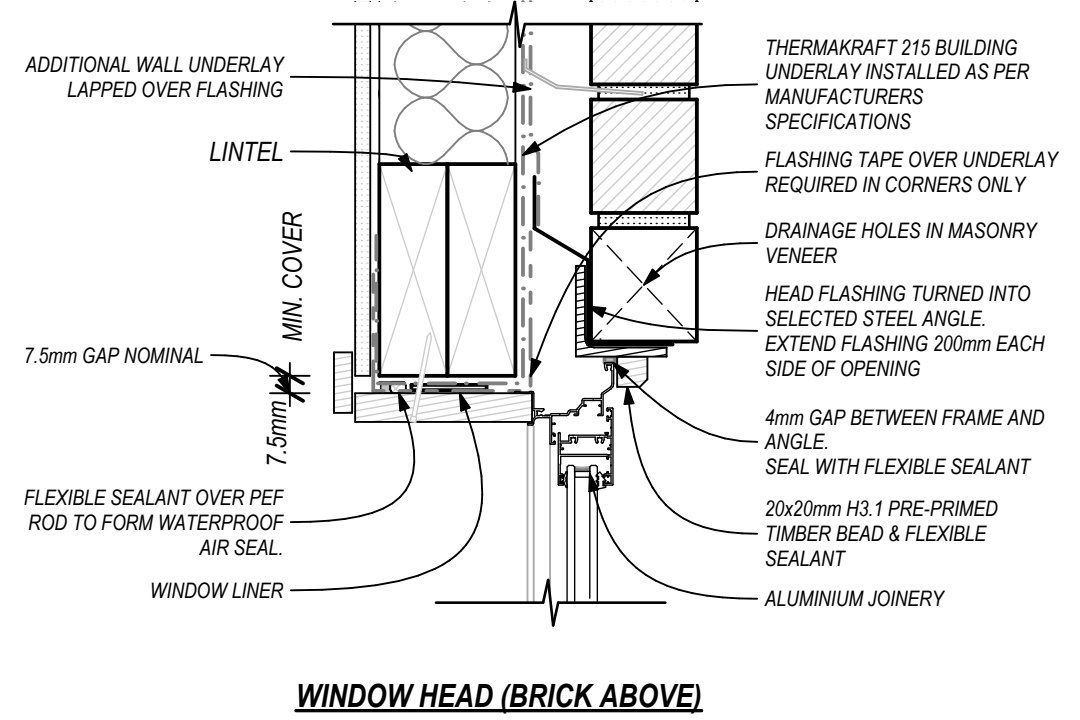 ADDITIONAL WALL UNDERLAY
LAPPED OVER FLASHING
LINTEL
MIN. COVER
7.5mm GAP NOMINAL
7.5mm
FLEXIBLE SEALANT OVER PEF
ROD TO FORM WATERPROOF
AIR SEAL.
WINDOW LINER
THERMAKRAFT 215 BUILDING
UNDERLAY INSTALLED AS PER
MANUFACTURERS
SPECIFICATIONS
FLASHING TAPE OVER UNDERLAY
REQUIRED IN CORNERS ONLY
DRAINAGE HOLES IN MASONRY
VENEER
HEAD FLASHING TURNED INTO
SELECTED STEEL ANGLE.
EXTEND FLASHING 200mm EACH
SIDE OF OPENING
4mm GAP BETWEEN FRAME AND
ANGLE.
SEAL WITH FLEXIBLE SEALANT
20x20mm H3.1 PRE-PRIMED
TIMBER BEAD & FLEXIBLE
SEALANT
ALUMINIUM JOINERY
WINDOW HEAD (BRICK ABOVE)